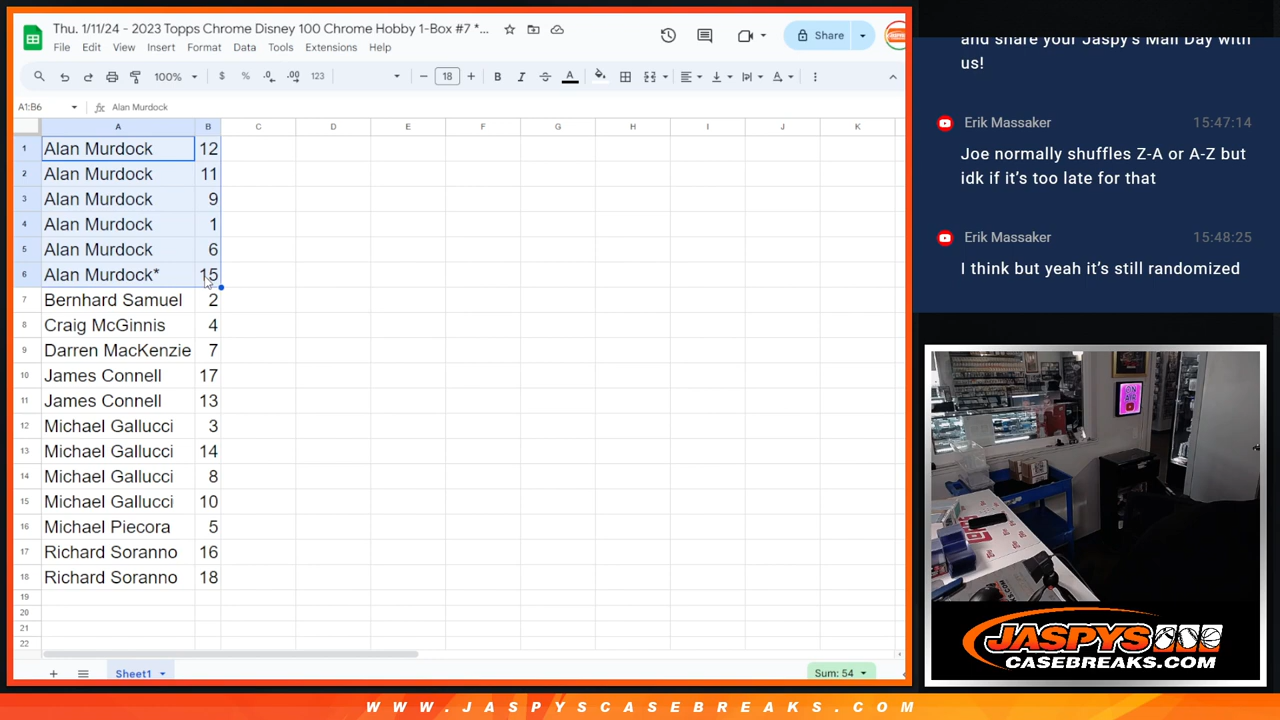 Thu. 1/11/24 - 2023 Topps Chrome Disney 100 Chrome Hobby 1-Box #7 *...
File Edit View Insert Format Data Tools Extensions Help
Share
100% $ % .0 .00 123 18 B I A
A1:B6 fx Alan Murdock
A B C D E F G H I J K
1 Alan Murdock 12
2 Alan Murdock 11
3 Alan Murdock 9
4 Alan Murdock 1
5 Alan Murdock 6
6 Alan Murdock* 15
7 Bernhard Samuel 2
8 Craig McGinnis 4
9 Darren MacKenzie 7
10 James Connell 17
11 James Connell 13
12 Michael Gallucci 3
13 Michael Gallucci 14
14 Michael Gallucci 8
15 Michael Gallucci 10
16 Michael Piecora 5
17 Richard Soranno 16
18 Richard Soranno 18
19
20
21
22
Sheet1
Sum: 54
and share your Jaspy's Mail Day with
us!
Erik Massaker 15:47:14
Joe normally shuffles Z-A or A-Z but
idk if it's too late for that
Erik Massaker 15:48:25
I think but yeah it's still randomized
ON
AIR
JASPYS
CASEBREAKS.COM
WWW.JASPYSCASEBREAKS.COM